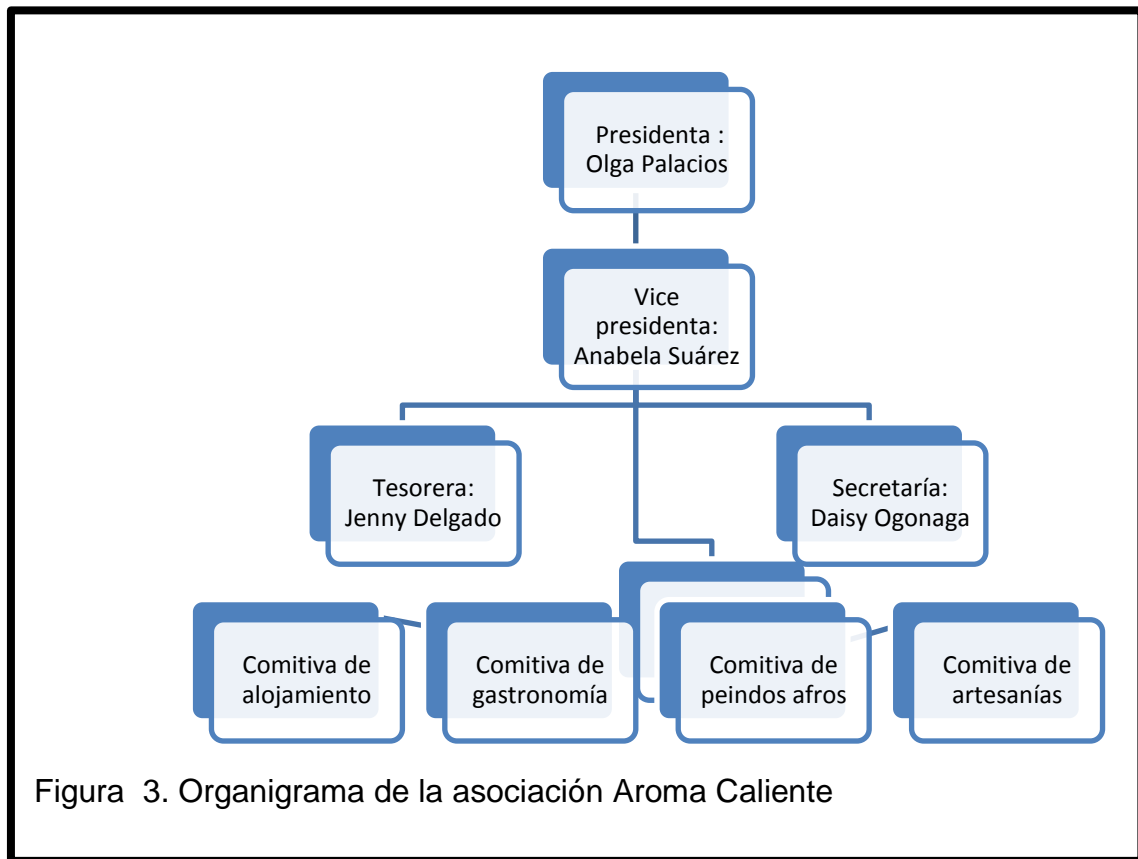 Presidenta :
Olga Palacios
Vice
presidenta:
Anabela Suárez
Tesorera:
Jenny Delgado
Secretaría:
Daisy Ogonaga
Comitiva de
alojamiento
Comitiva de
gastronomía
Comitiva de
peindos afros
Comitiva de
artesanías
Figura 3. Organigrama de la asociación Aroma Caliente